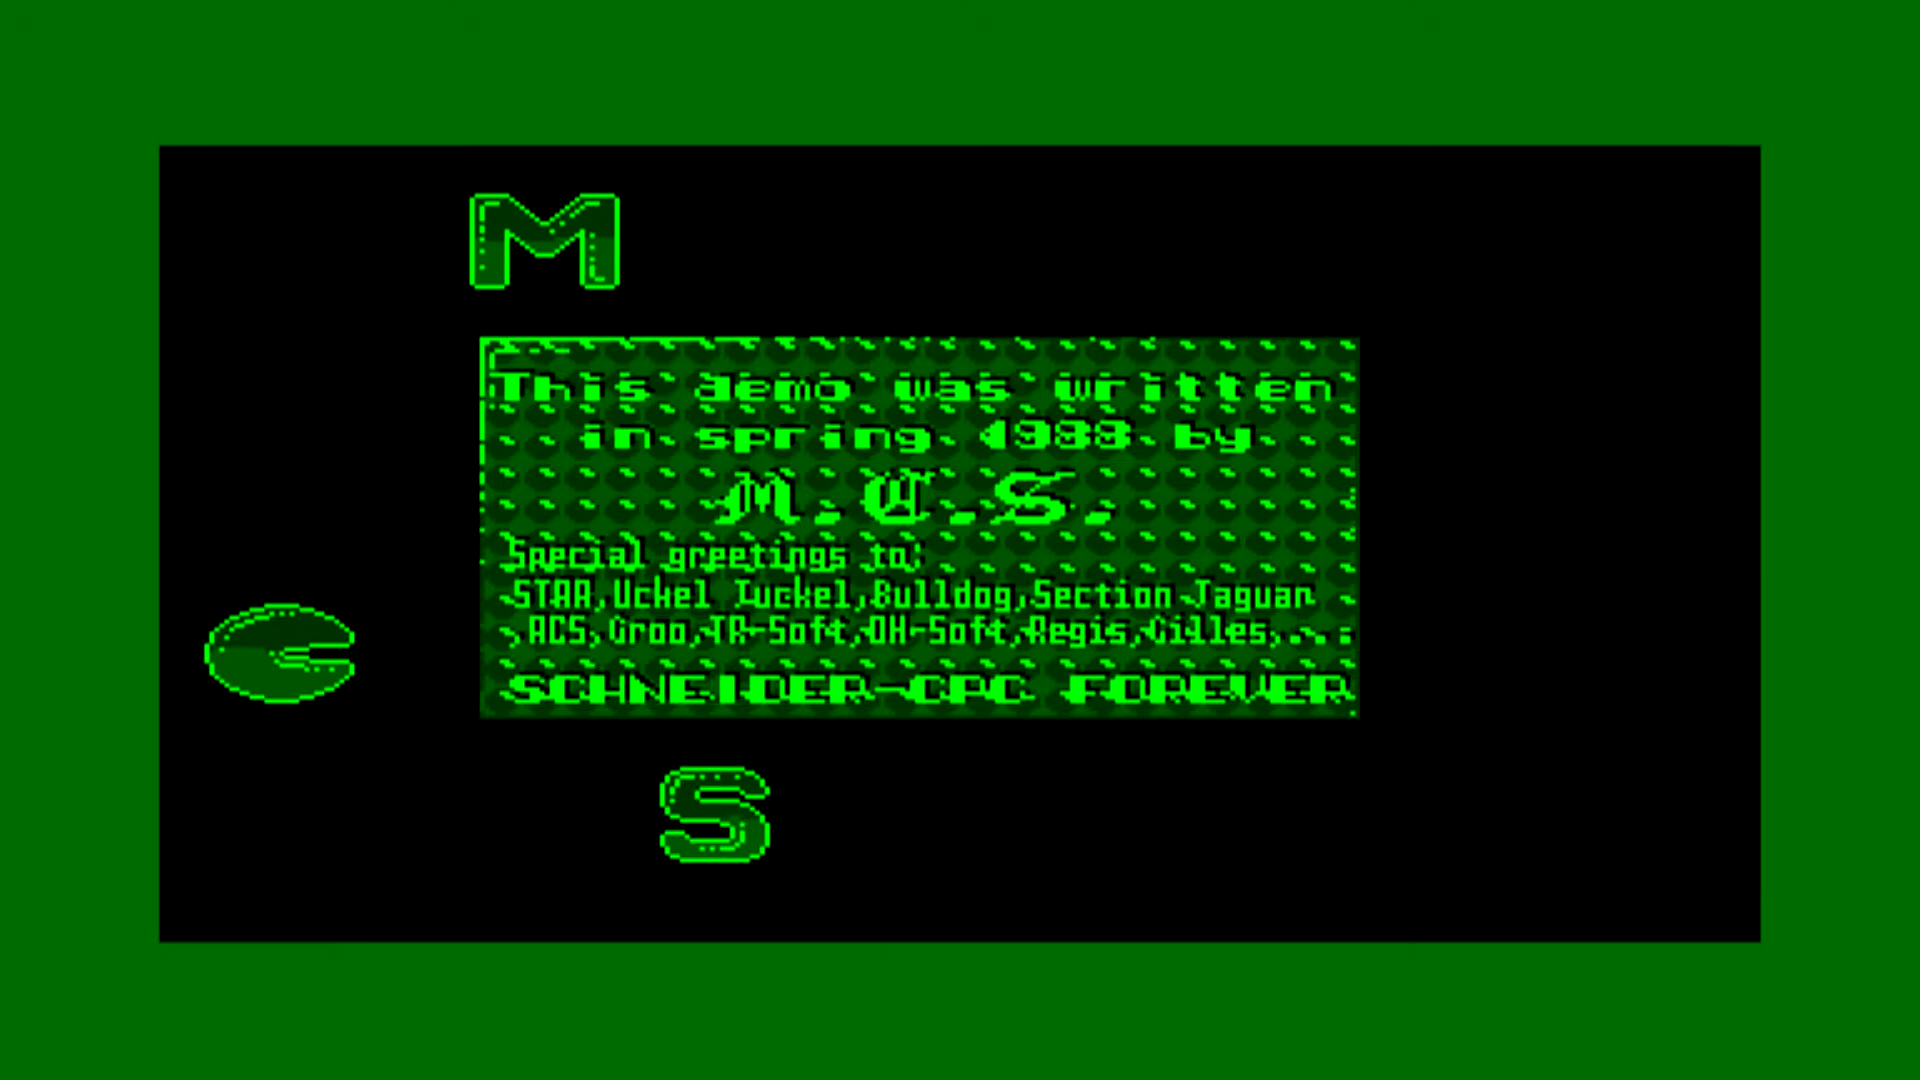 M
This demo was written
in spring 1988 by
M.C.S.
Special greetings to:
STAR,Uckel Tuckel,Bulldog,Section Jaguar
,ACS,Groo,TR-Soft,OH-Soft,Regis,Gilles...
SCHNEIDER-CPC FOREVER
C
S